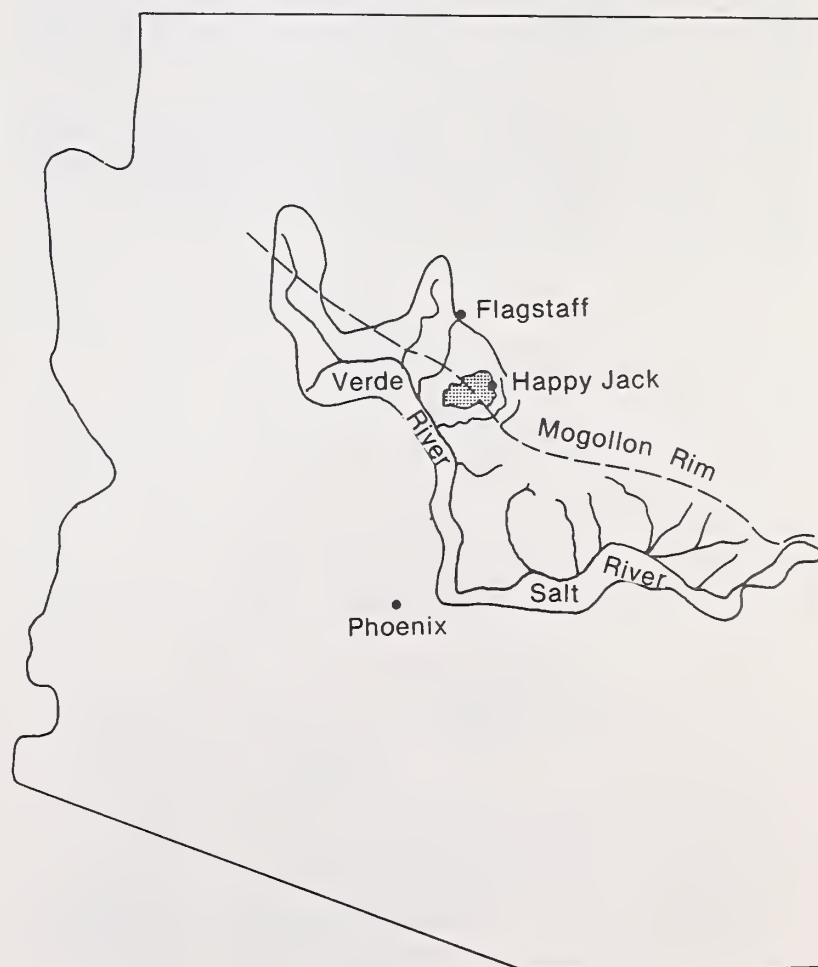 Flagstaff
Happy Jack
Verde River
Mogollon Rim
Salt River
Phoenix